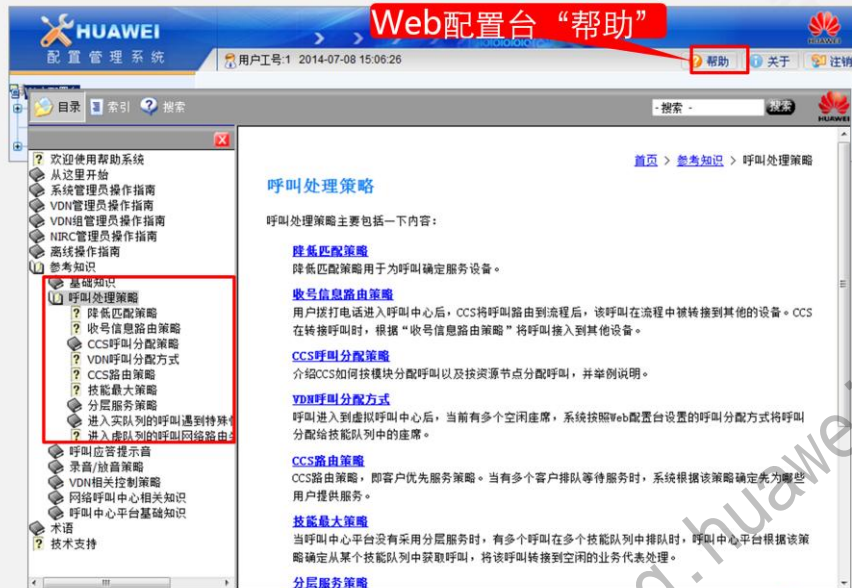 Web配置台“帮助”
HUAWEI
配置管理系统
用户工号:1 2014-07-08 15:06:26
帮助
关于
注销
HUAWEI
目录 索引 搜索
-搜索 -
搜索
HUAWEI
欢迎使用帮助系统
从这里开始
系统管理员操作指南
VDN管理员操作指南
VDN组管理员操作指南
NIRC管理员操作指南
离线操作指南
参考知识
基础知识
呼叫处理策略
降低匹配策略
收号信息路由策略
CCS呼叫分配策略
VDN呼叫分配方式
CCS路由策略
技能最大策略
分层服务策略
进入实队列的呼叫遇到特殊
进入虚队列的呼叫网络路由
呼叫应答提示音
录音/放音策略
VDN相关控制策略
网络呼叫中心相关知识
呼叫中心平台基础知识
术语
技术支持
首页 > 参考知识 > 呼叫处理策略
呼叫处理策略
呼叫处理策略主要包括一下内容：
降低匹配策略
降低匹配策略用于为呼叫确定服务设备。
收号信息路由策略
用户拨打电话进入呼叫中心后，CCS将呼叫路由到流程后，该呼叫在流程中被转接到其他的设备。CCS
在转接呼叫时，根据“收号信息路由策略”将呼叫接入到其他设备。
CCS呼叫分配策略
介绍CCS如何按模块分配呼叫以及按资源节点分配呼叫，并举例说明。
VDN呼叫分配方式
呼叫进入到虚拟呼叫中心后，当前有多个空闲座席，系统按照Web配置台设置的呼叫分配方式将呼叫
分配给技能队列中的座席。
CCS路由策略
CCS路由策略，即客户优先服务策略。当有多个客户排队等待服务时，系统根据该策略确定先为哪些
用户提供服务。
技能最大策略
当呼叫中心平台没有采用分层服务时，有多个呼叫在多个技能队列中排队时，呼叫中心平台根据该策
略确定从某个技能队列中获取呼叫，将该呼叫转接到空闲的业务代表处理。
分层服务策略